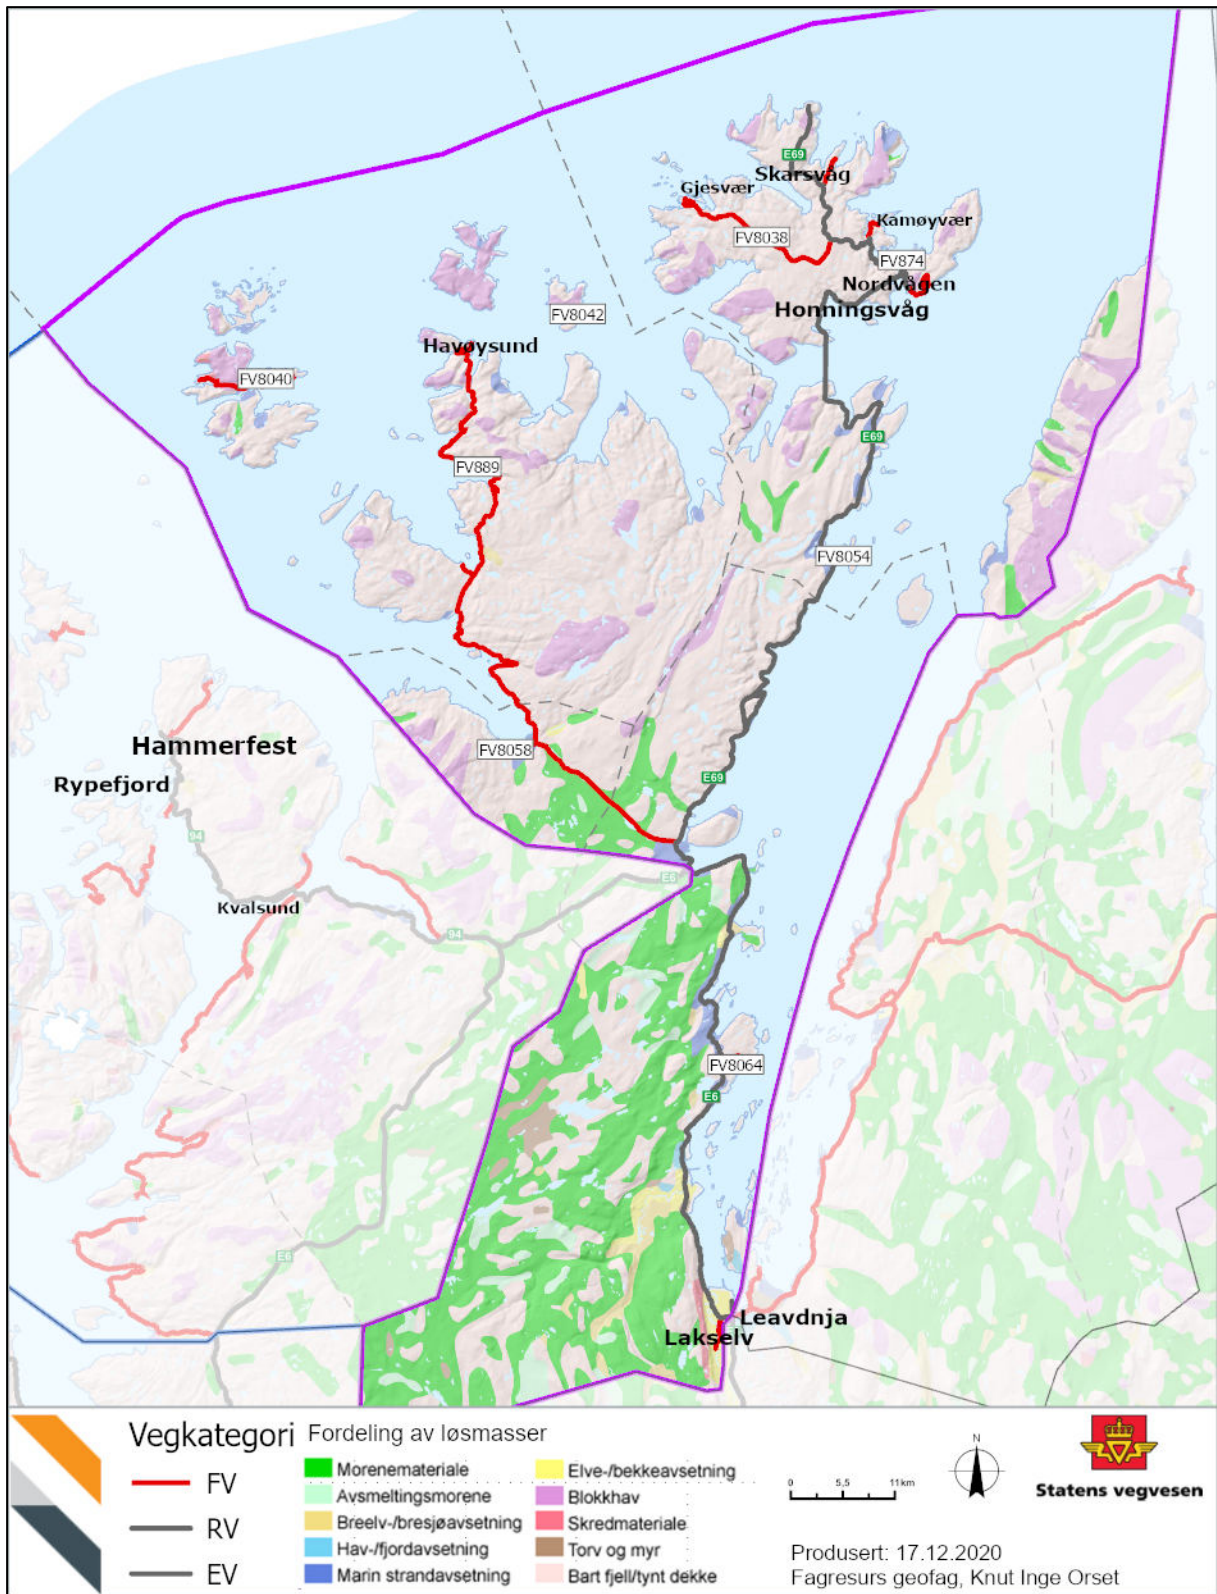 E69
Skarsvåg
Gjesvær
Kamøyvær
FV8038
FV874
Nordvågen
Honningsvåg
FV8042
Havøysund
FV8040
E69
FV889
FV8054
Hammerfest
FV8058
Rypefjord
E69
94
E6
Kvalsund
94
FV8064
E6
E6
Leavdnja
Lakselv
Vegkategori
FV
RV
EV
Fordeling av løsmasser
Morenemateriale
Avsmeltingsmorene
Breelv-/bresjøavsetning
Hav-/fjordavsetning
Marin strandavsetning
Elve-/bekkeavsetning
Blokkhav
Skredmateriale
Torv og myr
Bart fjell/tynt dekke
0 5,5 11km
N
Statens vegvesen
Produsert: 17.12.2020
Fagresurs geofag, Knut Inge Orset